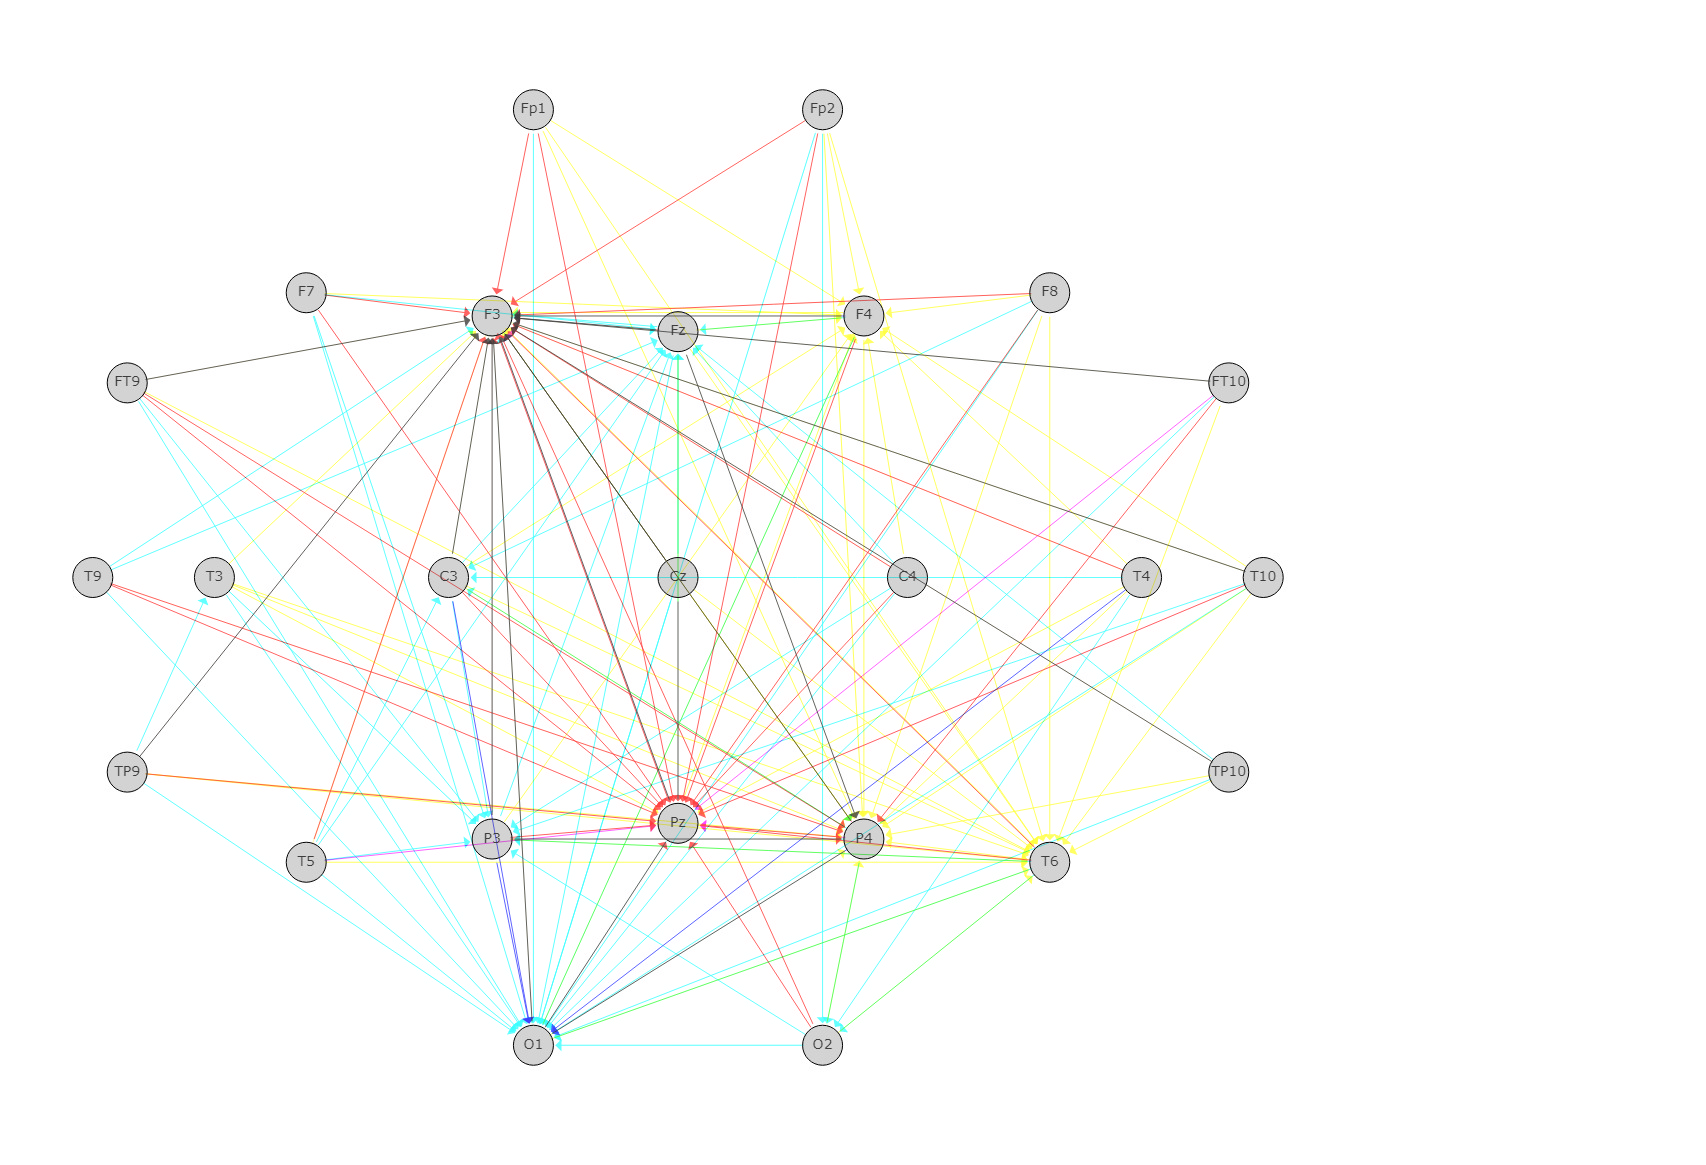 Fp1 Fp2
F7 F3 Fz F4 F8
FT9 FT10
T9 T3 C3 Cz C4 T4 T10
TP9 TP10
T5 P3 Pz P4 T6
O1 O2